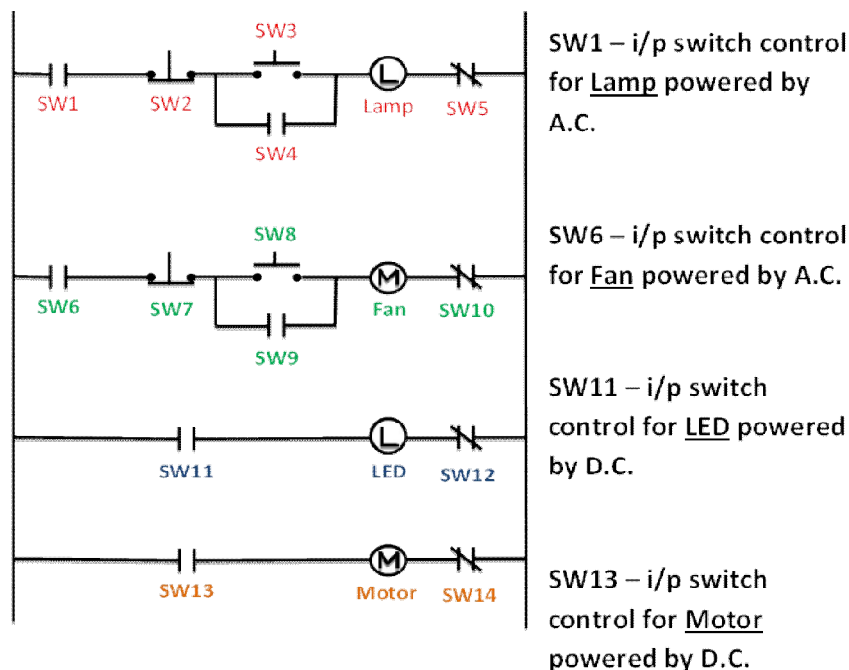 SW3
SW1
SW2
L
Lamp
SW5
SW4
SW1 – i/p switch control
for Lamp powered by
A.C.
SW8
SW6
SW7
M
Fan
SW10
SW9
SW6 – i/p switch control
for Fan powered by A.C.
SW11
L
LED
SW12
SW11 – i/p switch
control for LED powered
by D.C.
SW13
M
Motor
SW14
SW13 – i/p switch
control for Motor
powered by D.C.